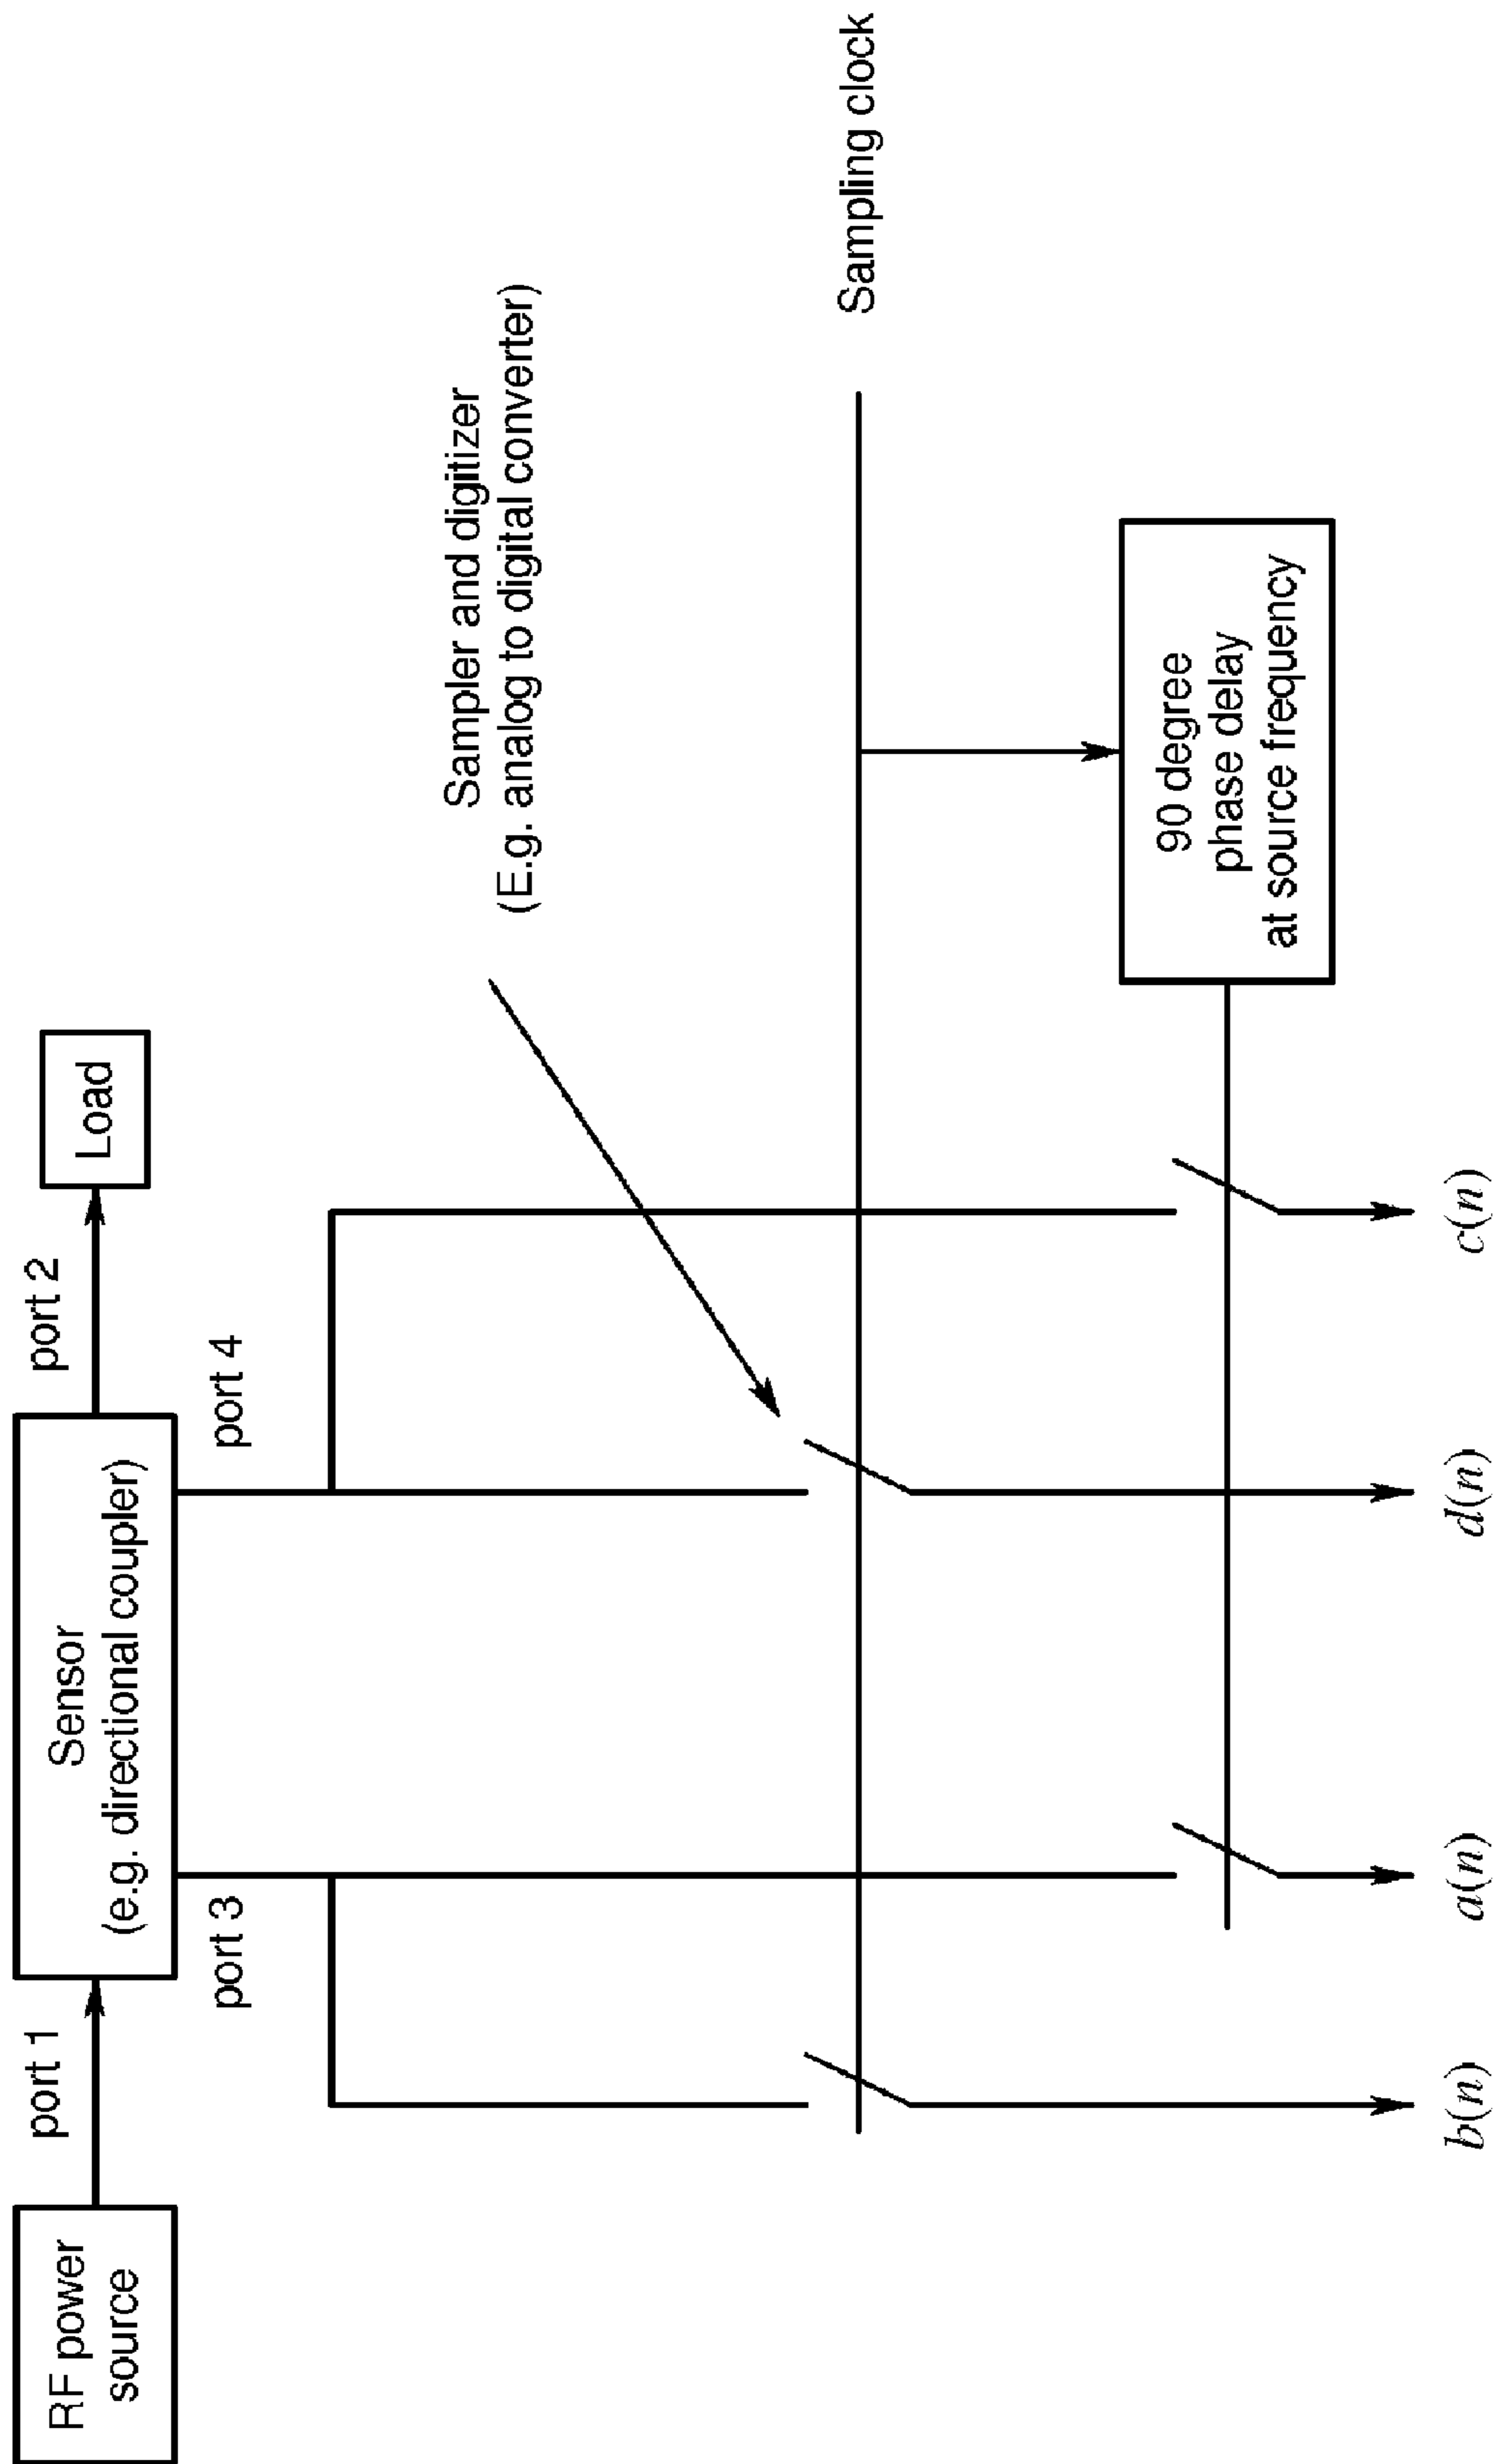 RF power
source
port 1
Sensor
(e.g. directional coupler)
port 2
Load
port 3
port 4
Sampler and digitizer
(E.g. analog to digital converter)
Sampling clock
90 degree
phase delay
at source frequency
b(n)
a(n)
d(n)
c(n)